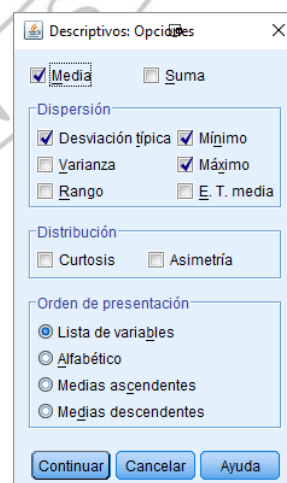 Descriptivos: Opciones
Media Suma
Dispersión
Desviación típica Mínimo
Varianza Máximo
Rango E. T. media
Distribución
Curtosis Asimetría
Orden de presentación
Lista de variables
Alfabético
Medias ascendentes
Medias descendentes
Continuar Cancelar Ayuda